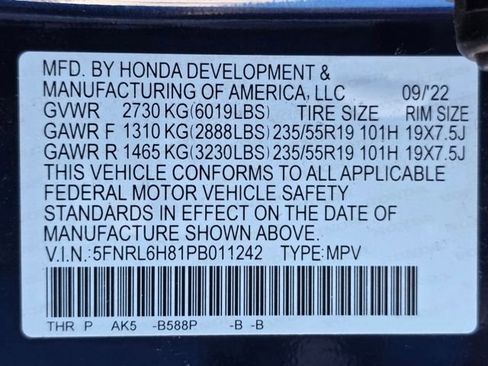 MFD. BY HONDA DEVELOPMENT &
MANUFACTURING OF AMERICA, LLC 09/'22
GVWR 2730 KG(6019LBS) TIRE SIZE RIM SIZE
GAWR F 1310 KG(2888LBS) 235/55R19 101H 19X7.5J
GAWR R 1465 KG(3230LBS) 235/55R19 101H 19X7.5J
THIS VEHICLE CONFORMS TO ALL APPLICABLE
FEDERAL MOTOR VEHICLE SAFETY
STANDARDS IN EFFECT ON THE DATE OF
MANUFACTURE SHOWN ABOVE.
V.I.N.:5FNRL6H81PB011242 TYPE:MPV
THR P AK5 -B588P -B -B